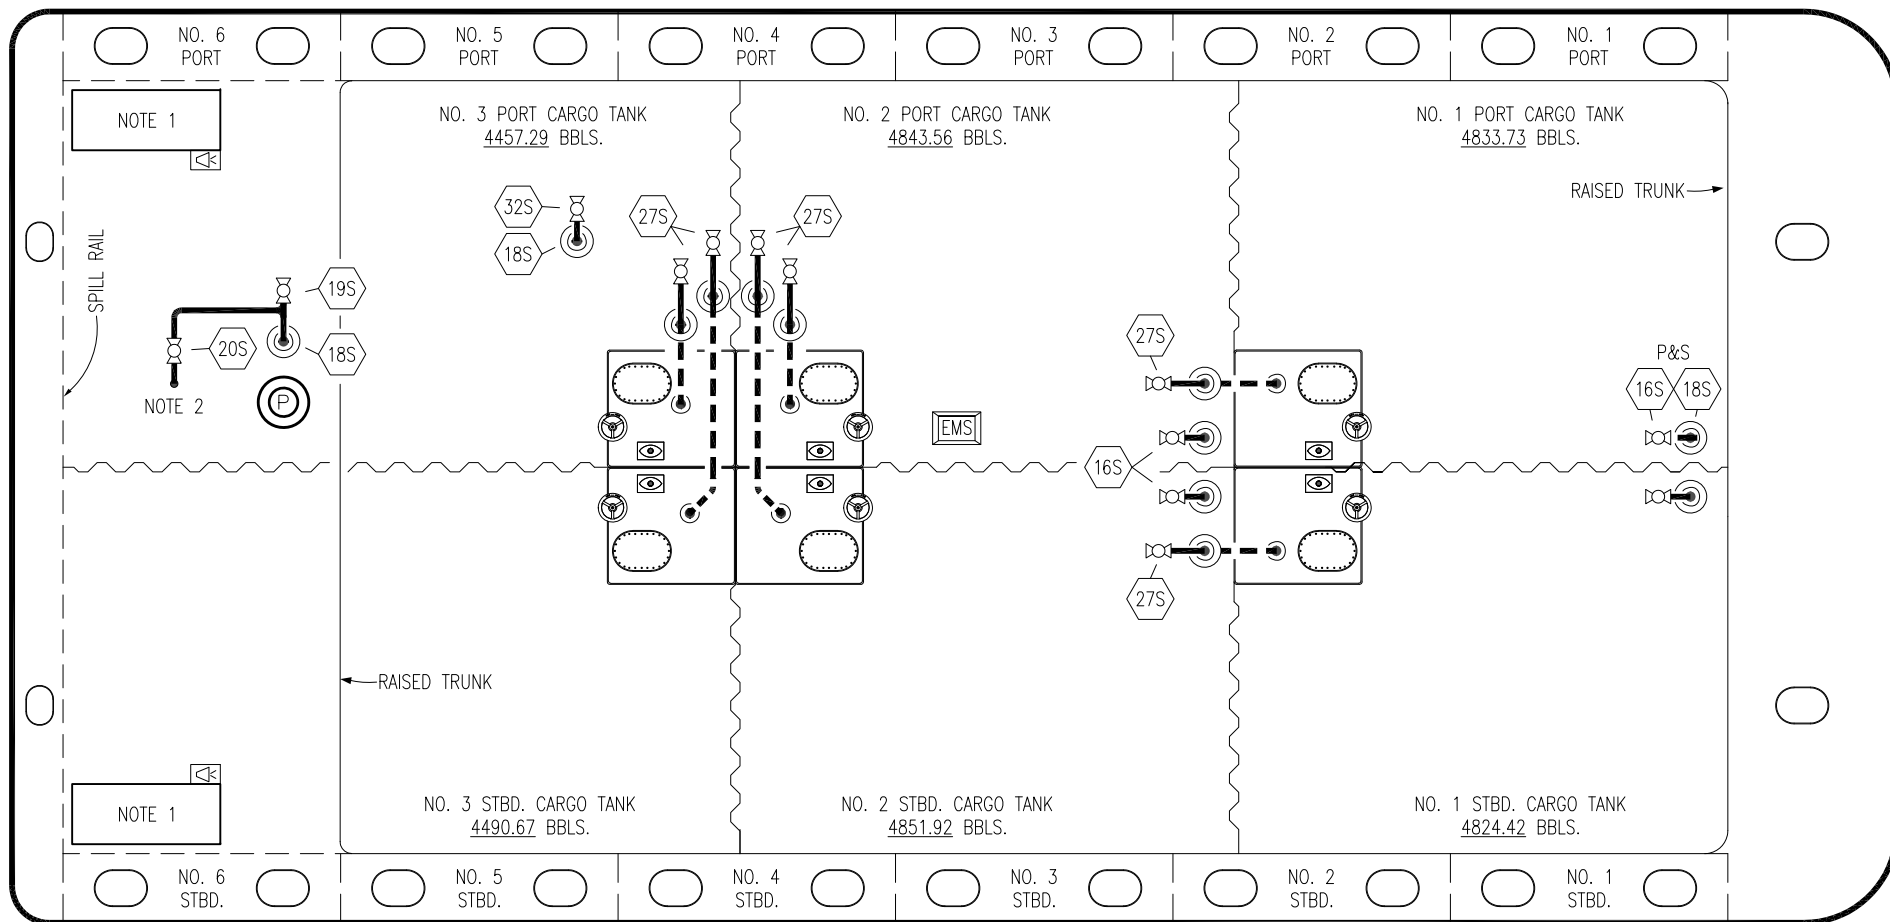 NO. 6
PORT
NO. 5
PORT
NO. 4
PORT
NO. 3
PORT
NO. 2
PORT
NO. 1
PORT
NOTE 1
NO. 3 PORT CARGO TANK
4457.29 BBLS.
NO. 2 PORT CARGO TANK
4843.56 BBLS.
NO. 1 PORT CARGO TANK
4833.73 BBLS.
RAISED TRUNK
32S
18S
27S
27S
SPILL RAIL
19S
20S
18S
NOTE 2
P
27S
P&S
16S
18S
EMS
16S
27S
RAISED TRUNK
NOTE 1
NO. 3 STBD. CARGO TANK
4490.67 BBLS.
NO. 2 STBD. CARGO TANK
4851.92 BBLS.
NO. 1 STBD. CARGO TANK
4824.42 BBLS.
NO. 6
STBD.
NO. 5
STBD.
NO. 4
STBD.
NO. 3
STBD.
NO. 2
STBD.
NO. 1
STBD.